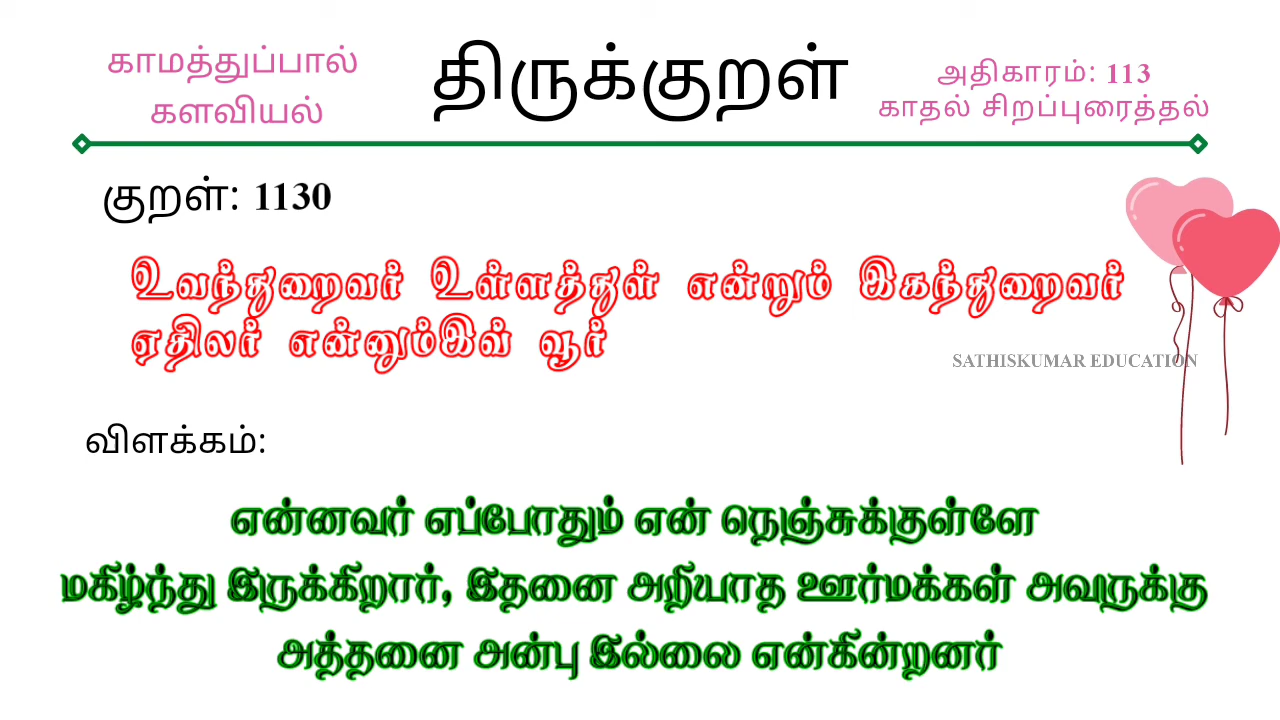 காமத்துப்பால்
களவியல்
திருக்குறள்
அதிகாரம்: 113
காதல் சிறப்புரைத்தல்
குறள்: 1130
உவந்துறைவர் உள்ளத்துள் என்றும் இகந்துறைவர்
ஏதிலர் என்னும்இவ் வூர்
SATHISKUMAR EDUCATION
விளக்கம்:
என்னவர் எப்போதும் என் நெஞ்சுக்குள்ளே
மகிழ்ந்து இருக்கிறார், இதனை அறியாத ஊர்மக்கள் அவருக்கு
அத்தனை அன்பு இல்லை என்கின்றனர்